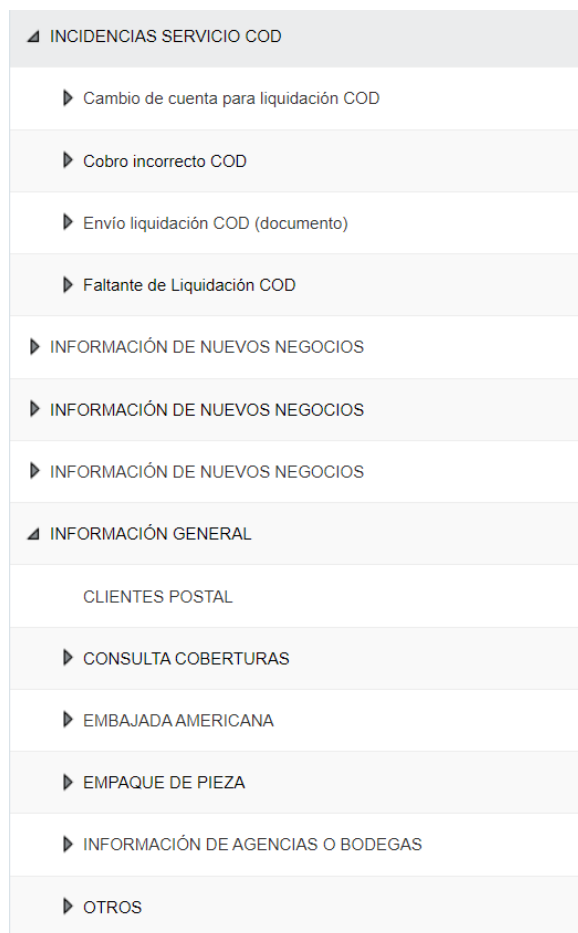 INCIDENCIAS SERVICIO COD
Cambio de cuenta para liquidación COD
Cobro incorrecto COD
Envío liquidación COD (documento)
Faltante de Liquidación COD
INFORMACIÓN DE NUEVOS NEGOCIOS
INFORMACIÓN DE NUEVOS NEGOCIOS
INFORMACIÓN DE NUEVOS NEGOCIOS
INFORMACIÓN GENERAL
CLIENTES POSTAL
CONSULTA COBERTURAS
EMBAJADA AMERICANA
EMPAQUE DE PIEZA
INFORMACIÓN DE AGENCIAS O BODEGAS
OTROS